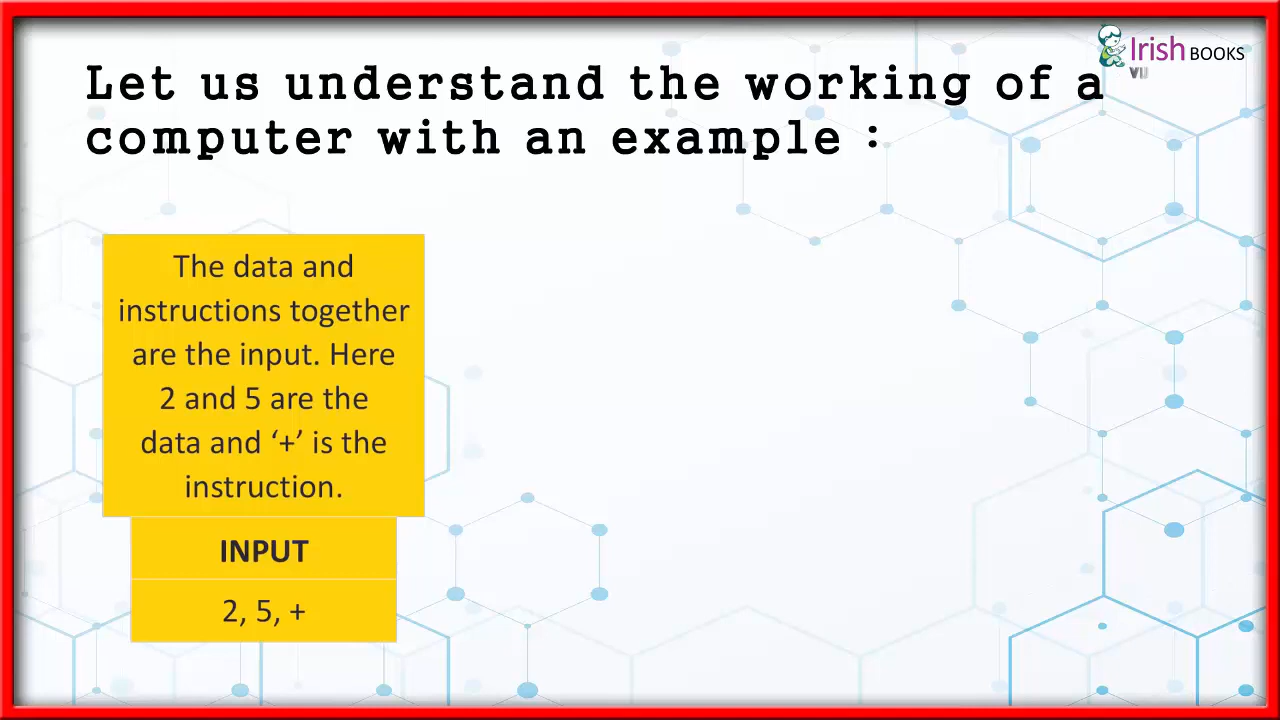 Irish BOOKS
Let us understand the working of a
computer with an example :
The data and
instructions together
are the input. Here
2 and 5 are the
data and ‘+’ is the
instruction.
INPUT
2, 5, +